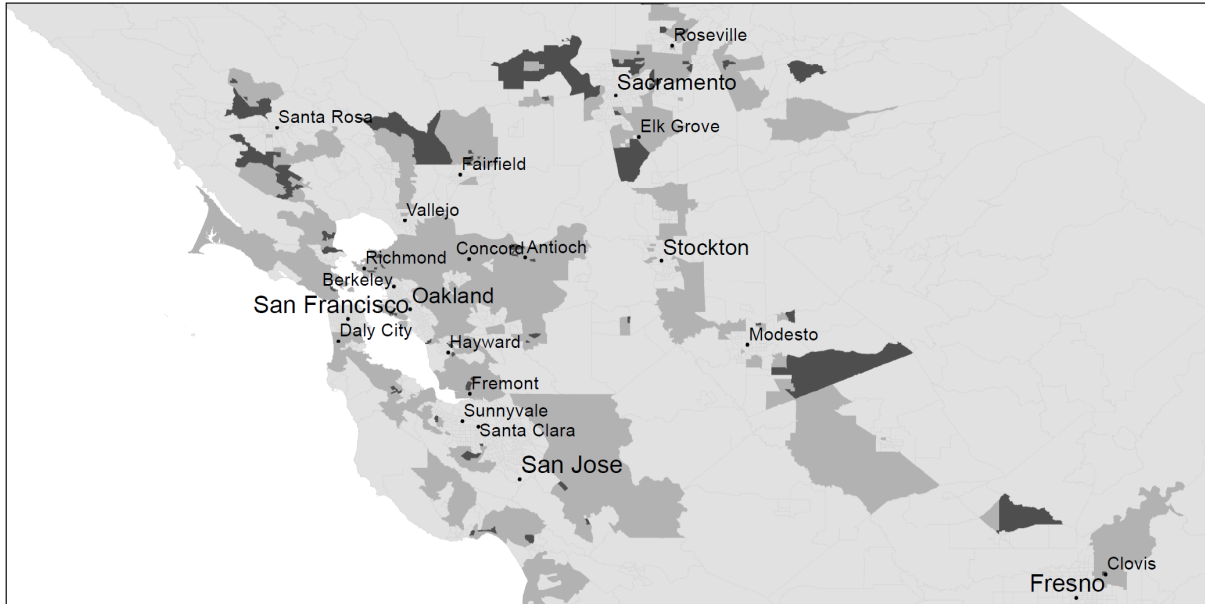 Roseville
Sacramento
Santa Rosa
Elk Grove
Fairfield
Vallejo
Concord
Antioch
Stockton
Richmond
Berkeley
Oakland
San Francisco
Daly City
Hayward
Modesto
Fremont
Sunnyvale
Santa Clara
San Jose
Clovis
Fresno